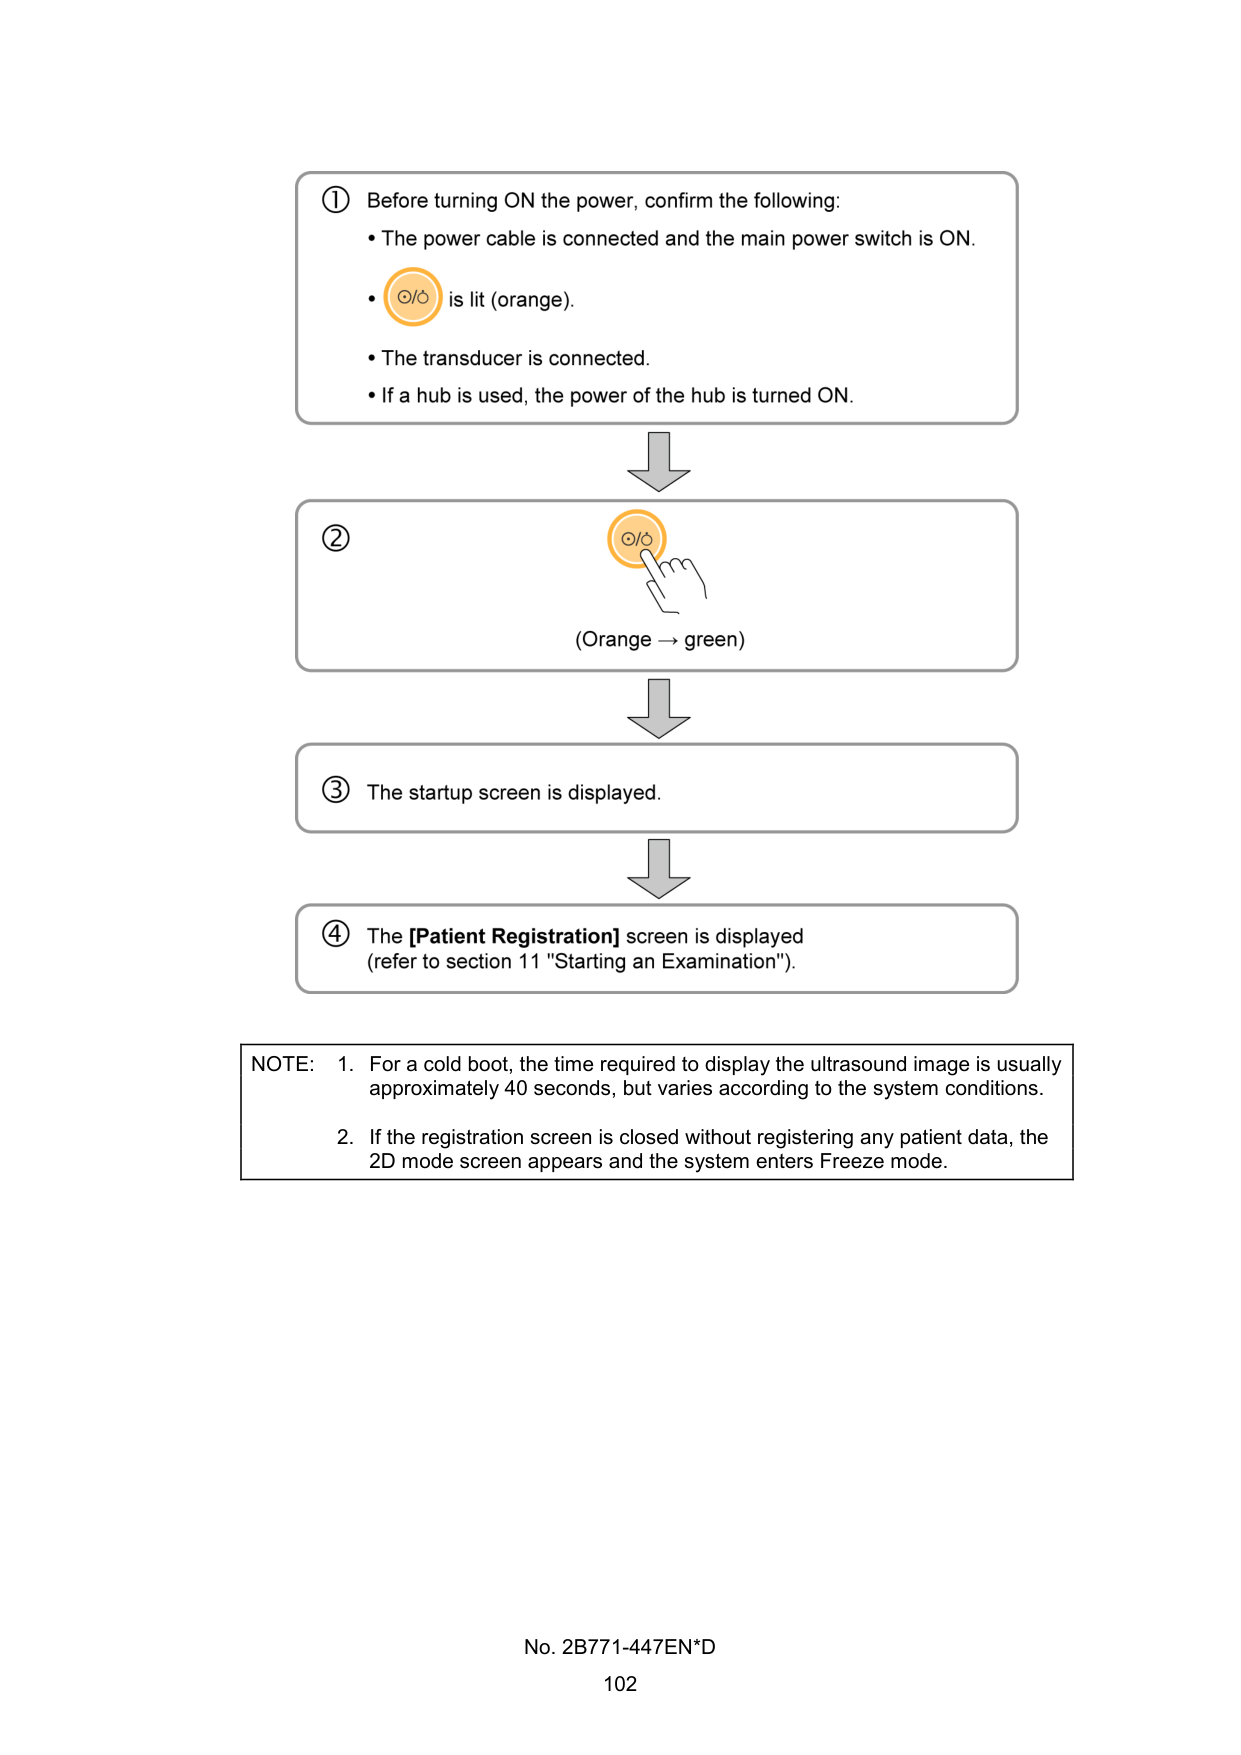 ① Before turning ON the power, confirm the following:
• The power cable is connected and the main power switch is ON.
• ⊙/⏻ is lit (orange).
• The transducer is connected.
• If a hub is used, the power of the hub is turned ON.
②
(Orange → green)
③ The startup screen is displayed.
④ The [Patient Registration] screen is displayed
(refer to section 11 "Starting an Examination").
NOTE: 1. For a cold boot, the time required to display the ultrasound image is usually
approximately 40 seconds, but varies according to the system conditions.
2. If the registration screen is closed without registering any patient data, the
2D mode screen appears and the system enters Freeze mode.
No. 2B771-447EN*D
102